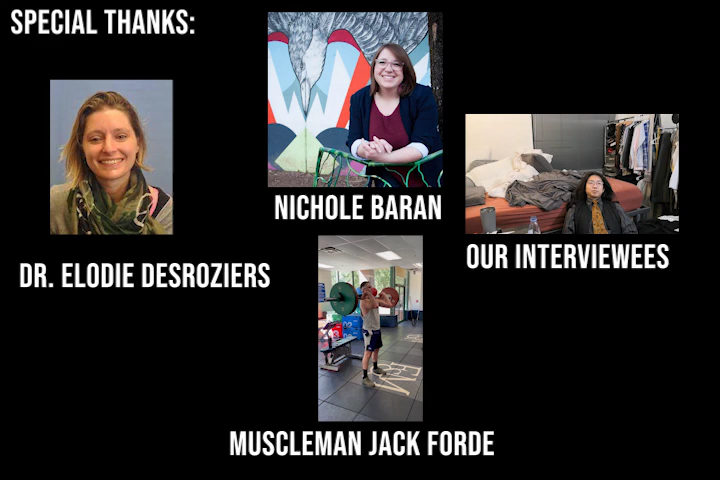 SPECIAL THANKS:
NICHOLE BARAN
OUR INTERVIEWEES
DR. ELODIE DESROZIERS
MUSCLEMAN JACK FORDE